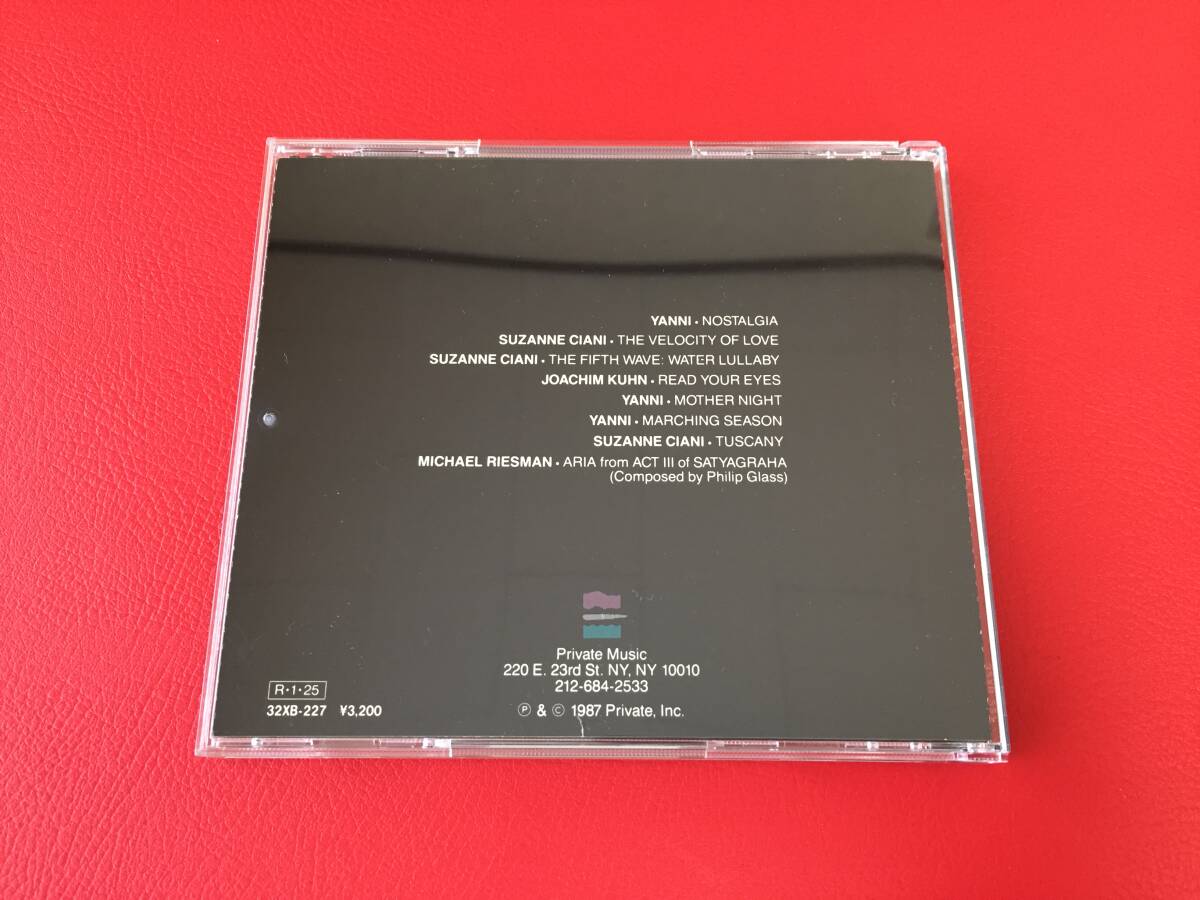 YANNI • NOSTALGIA
SUZANNE CIANI • THE VELOCITY OF LOVE
SUZANNE CIANI • THE FIFTH WAVE: WATER LULLABY
JOACHIM KUHN • READ YOUR EYES
YANNI • MOTHER NIGHT
YANNI • MARCHING SEASON
SUZANNE CIANI • TUSCANY
MICHAEL RIESMAN • ARIA from ACT III of SATYAGRAHA
(Composed by Philip Glass)
Private Music
220 E. 23rd St. NY, NY 10010
212-684-2533
℗ & © 1987 Private, Inc.
R•1•25
32XB-227 ¥3,200